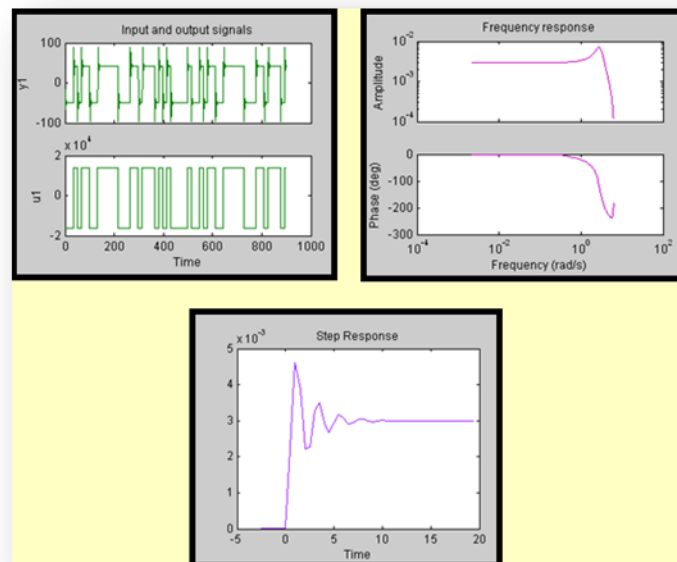 Input and output signals
100
0
-100
y1
x 10^4
2
0
-2
u1
0 200 400 600 800 1000
Time
Frequency response
10^-2
10^-3
10^-4
Amplitude
0
-100
-200
-300
Phase (deg)
10^-4 10^-2 10^0 10^2
Frequency (rad/s)
x 10^-3
Step Response
5
4
3
2
1
0
-5 0 5 10 15 20
Time